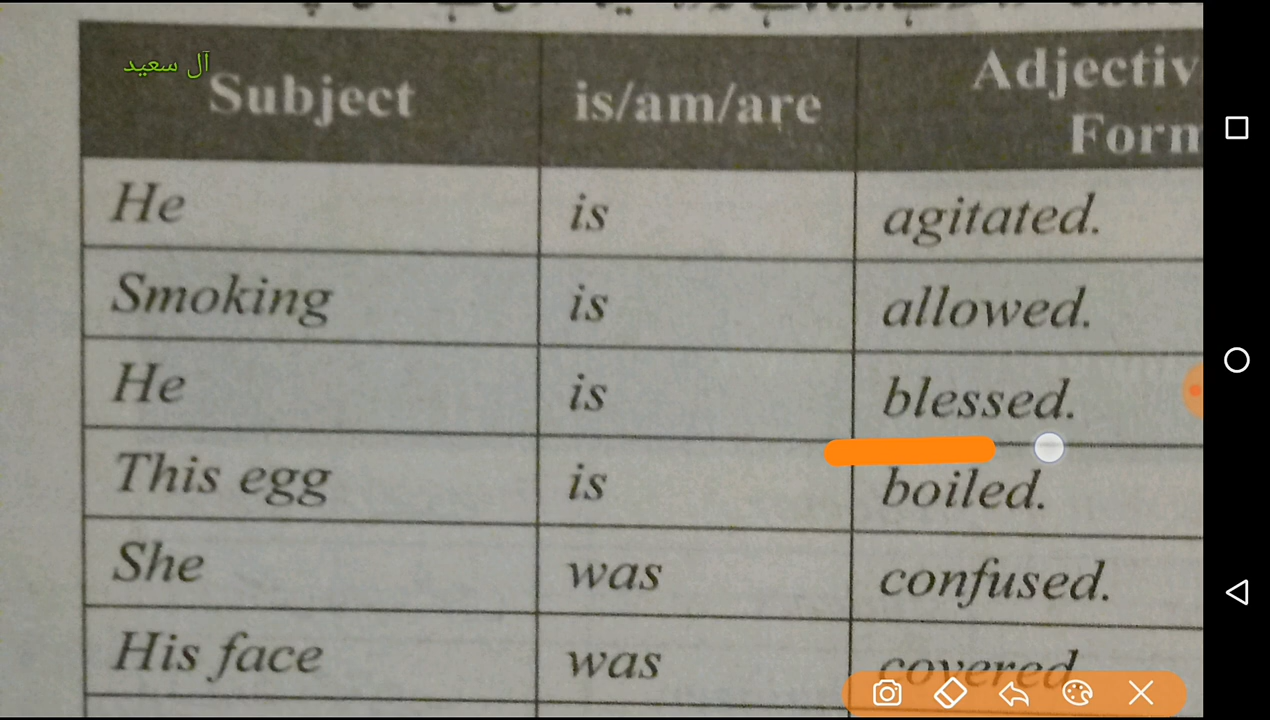 آل سعید
Subject is/am/are Adjectiv
Form
He is agitated.
Smoking is allowed.
He is blessed.
This egg is boiled.
She was confused.
His face was covered